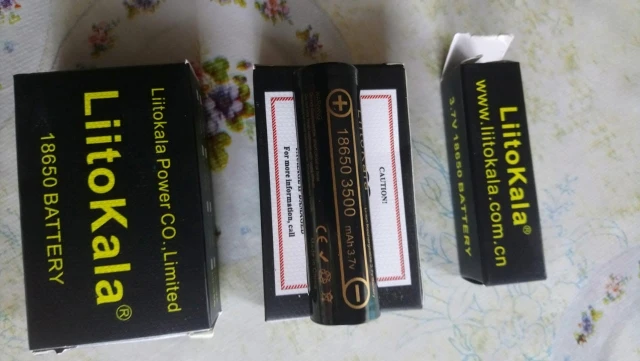 Liitokala Power CO.,Limited
LiitoKala®
18650 BATTERY
CAUTION!
For more information, call
+ 18650 3500 mAh 3.7V −
CE
LiitoKala®
www.liitokala.com.cn
3.7V 18650 BATTERY